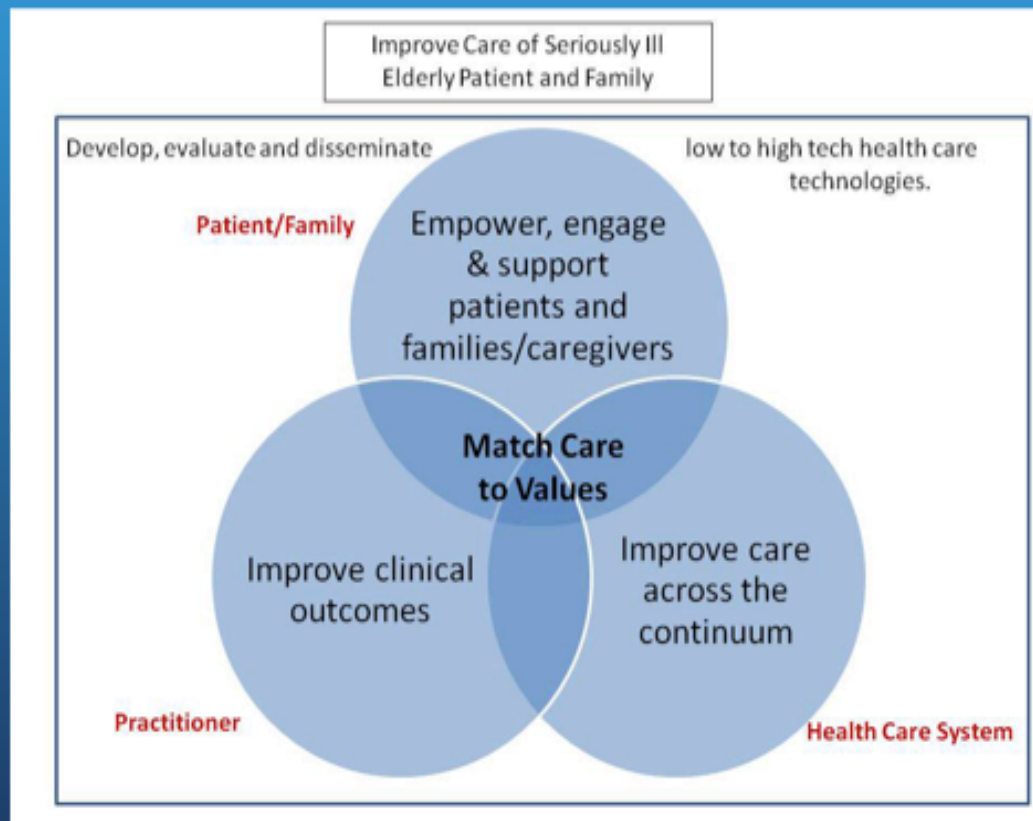 Improve Care of Seriously Ill
Elderly Patient and Family
Develop, evaluate and disseminate
low to high tech health care
technologies.
Patient/Family
Empower, engage
& support
patients and
families/caregivers
Match Care
to Values
Improve clinical
outcomes
Improve care
across the
continuum
Practitioner
Health Care System